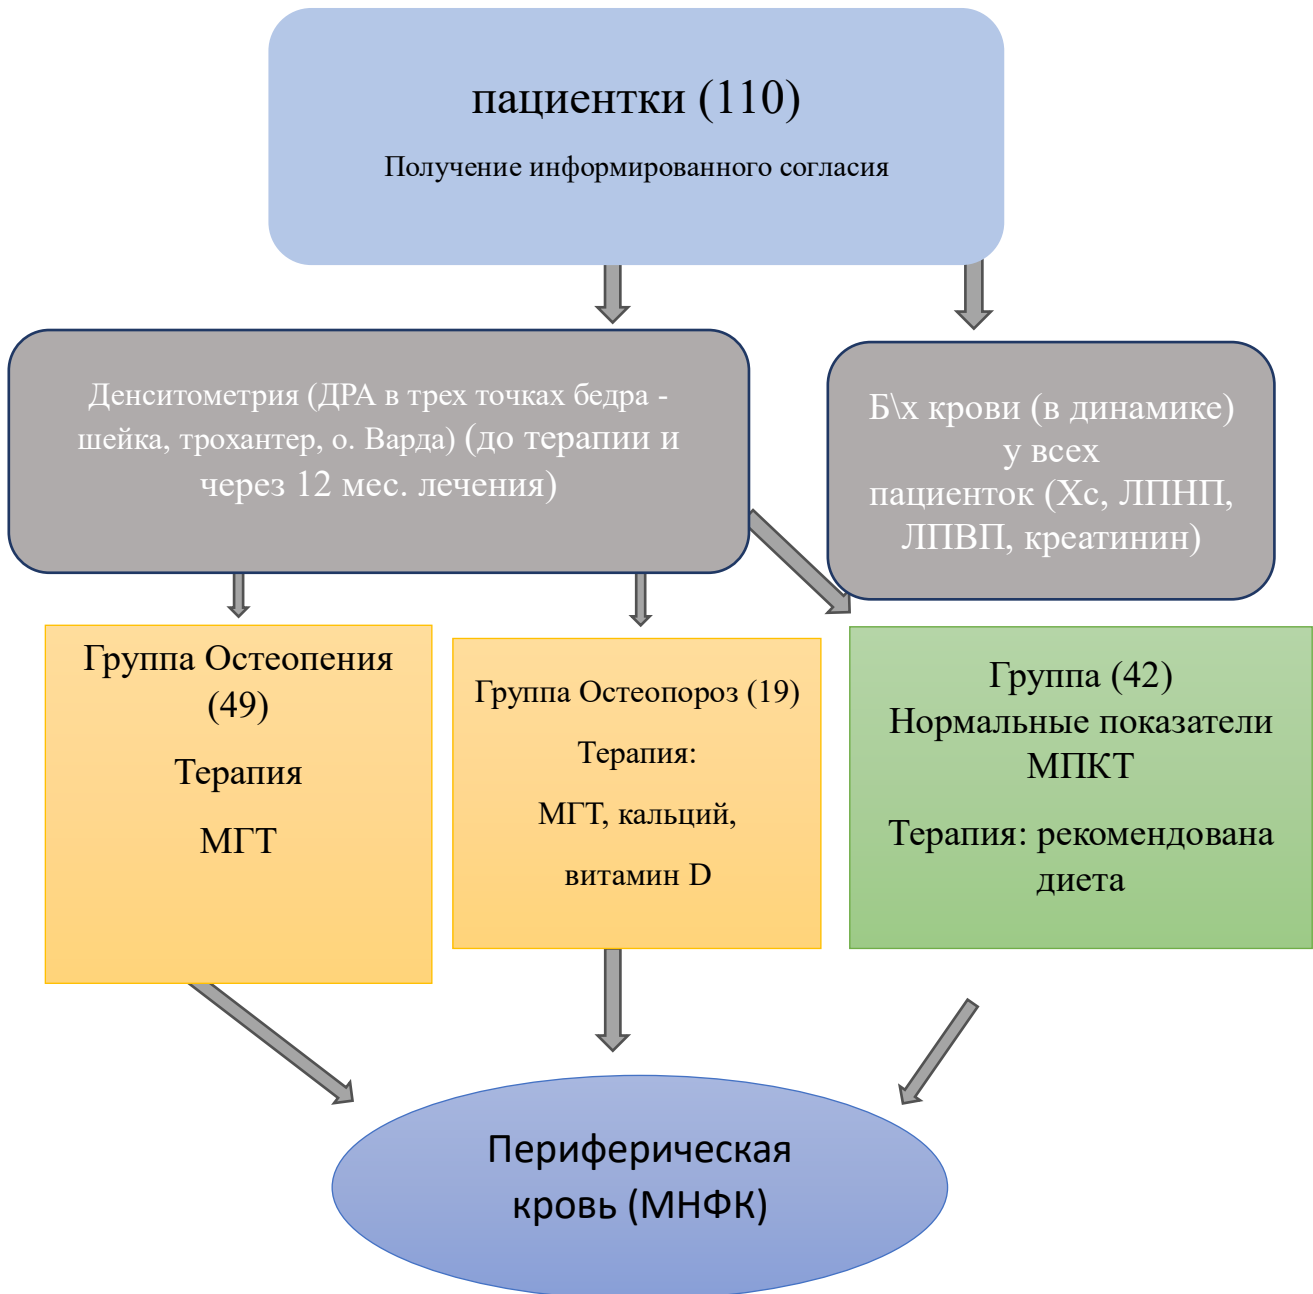 пациентки (110)
Получение информированного согласия
Денситометрия (ДРА в трех точках бедра -
шейка, трохантер, о. Варда) (до терапии и
через 12 мес. лечения)
Б\х крови (в динамике)
у всех
пациенток (Хс, ЛПНП,
ЛПВП, креатинин)
Группа Остеопения
(49)
Терапия
МГТ
Группа Остеопороз (19)
Терапия:
МГТ, кальций,
витамин D
Группа (42)
Нормальные показатели
МПКТ
Терапия: рекомендована
диета
Периферическая
кровь (МНФК)